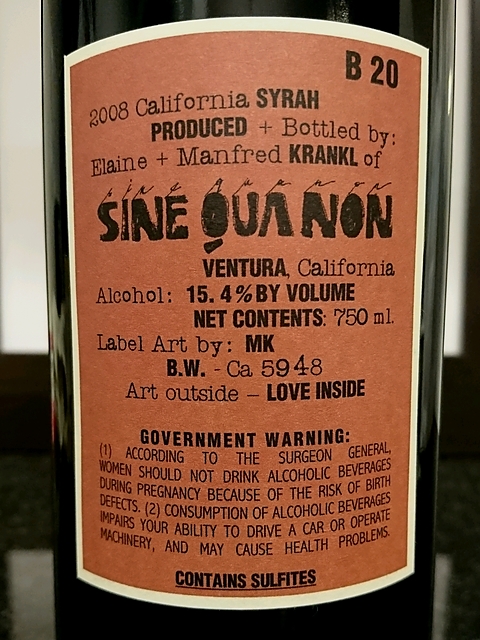 B 20
2008 California SYRAH
PRODUCED + Bottled by:
Elaine + Manfred KRANKL of
sine qua non
SINE QUA NON
VENTURA, California
Alcohol: 15.4% BY VOLUME
NET CONTENTS: 750 ml.
Label Art by: MK
B.W. - Ca 5948
Art outside – LOVE INSIDE
GOVERNMENT WARNING:
(1) ACCORDING TO THE SURGEON GENERAL,
WOMEN SHOULD NOT DRINK ALCOHOLIC BEVERAGES
DURING PREGNANCY BECAUSE OF THE RISK OF BIRTH
DEFECTS. (2) CONSUMPTION OF ALCOHOLIC BEVERAGES
IMPAIRS YOUR ABILITY TO DRIVE A CAR OR OPERATE
MACHINERY, AND MAY CAUSE HEALTH PROBLEMS.
CONTAINS SULFITES